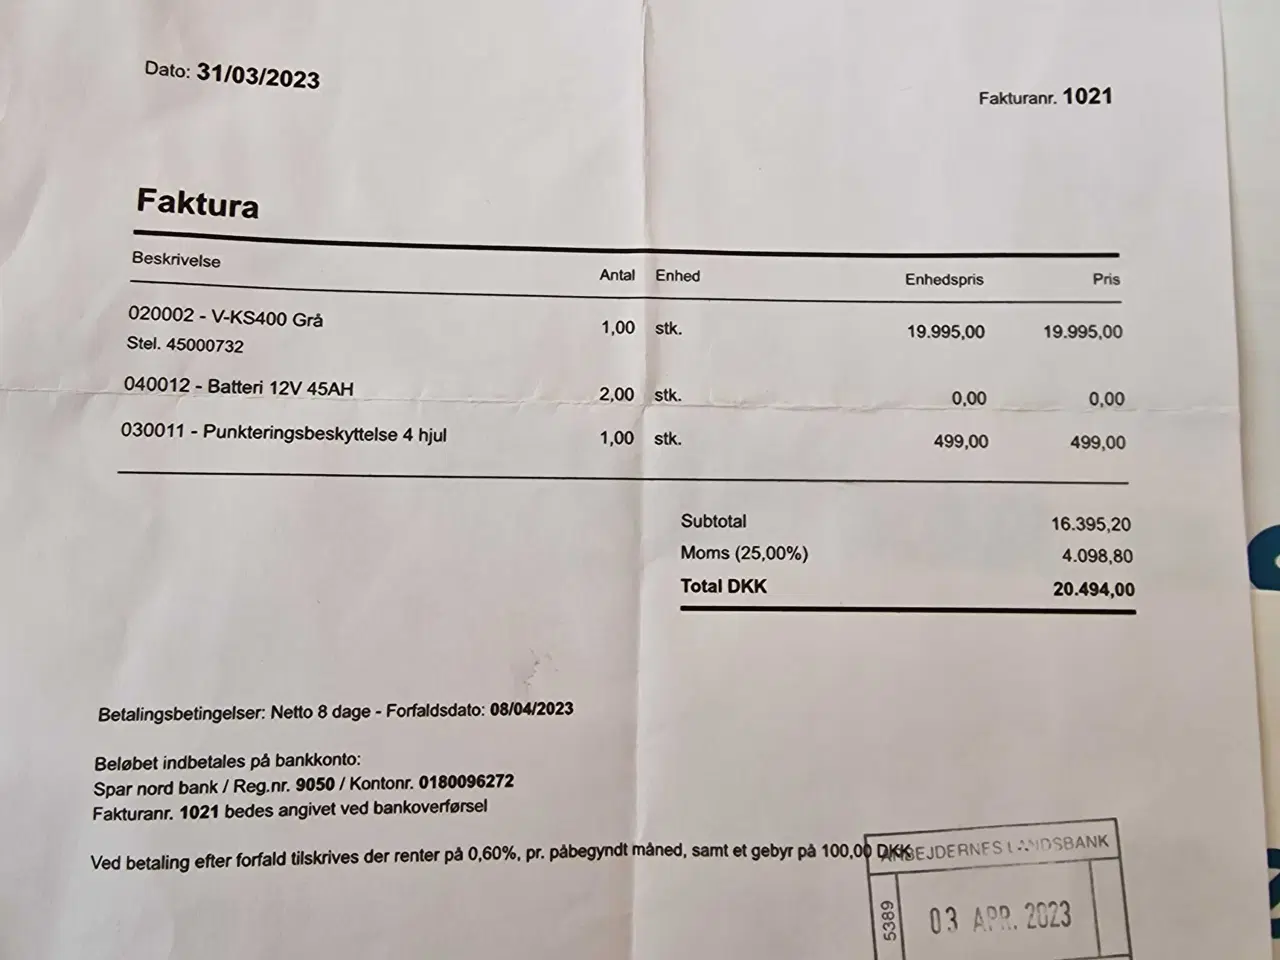 Dato: 31/03/2023
Fakturanr. 1021
Faktura
Beskrivelse Antal Enhed Enhedspris Pris
020002 - V-KS400 Grå 1,00 stk. 19.995,00 19.995,00
Stel. 45000732
040012 - Batteri 12V 45AH 2,00 stk. 0,00 0,00
030011 - Punkteringsbeskyttelse 4 hjul 1,00 stk. 499,00 499,00
Subtotal 16.395,20
Moms (25,00%) 4.098,80
Total DKK 20.494,00
Betalingsbetingelser: Netto 8 dage - Forfaldsdato: 08/04/2023
Beløbet indbetales på bankkonto:
Spar nord bank / Reg.nr. 9050 / Kontonr. 0180096272
Fakturanr. 1021 bedes angivet ved bankoverførsel
Ved betaling efter forfald tilskrives der renter på 0,60%, pr. påbegyndt måned, samt et gebyr på 100,00 DKK
ARBEJDERNES LANDSBANK
5389
03 APR. 2023